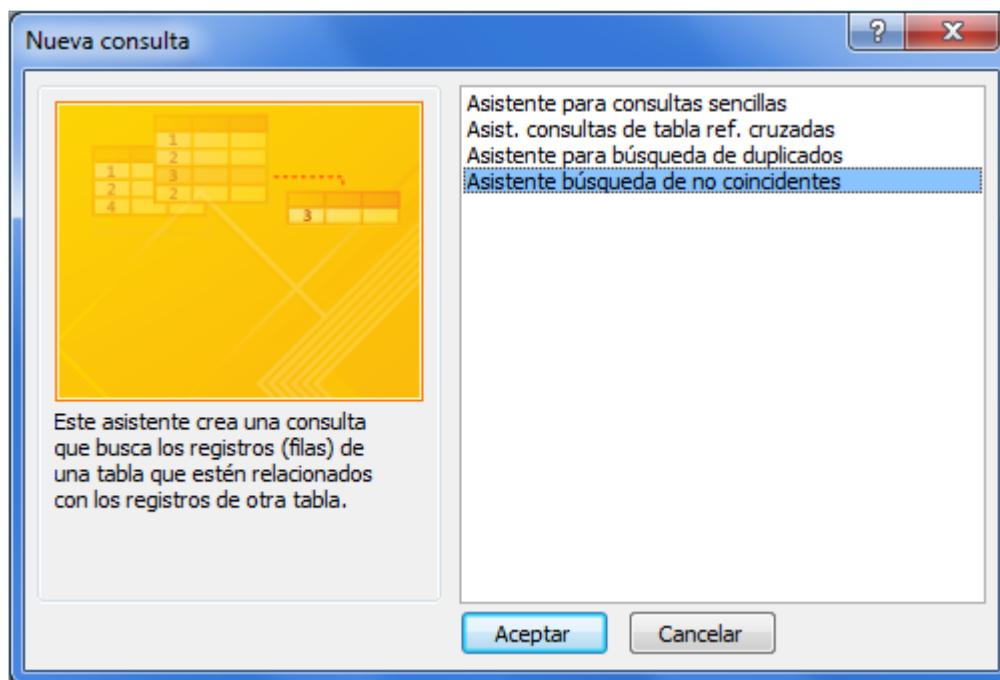 Nueva consulta
?
X
1
2
3
2
1
2
4
3
Este asistente crea una consulta
que busca los registros (filas) de
una tabla que estén relacionados
con los registros de otra tabla.
Asistente para consultas sencillas
Asist. consultas de tabla ref. cruzadas
Asistente para búsqueda de duplicados
Asistente búsqueda de no coincidentes
Aceptar
Cancelar